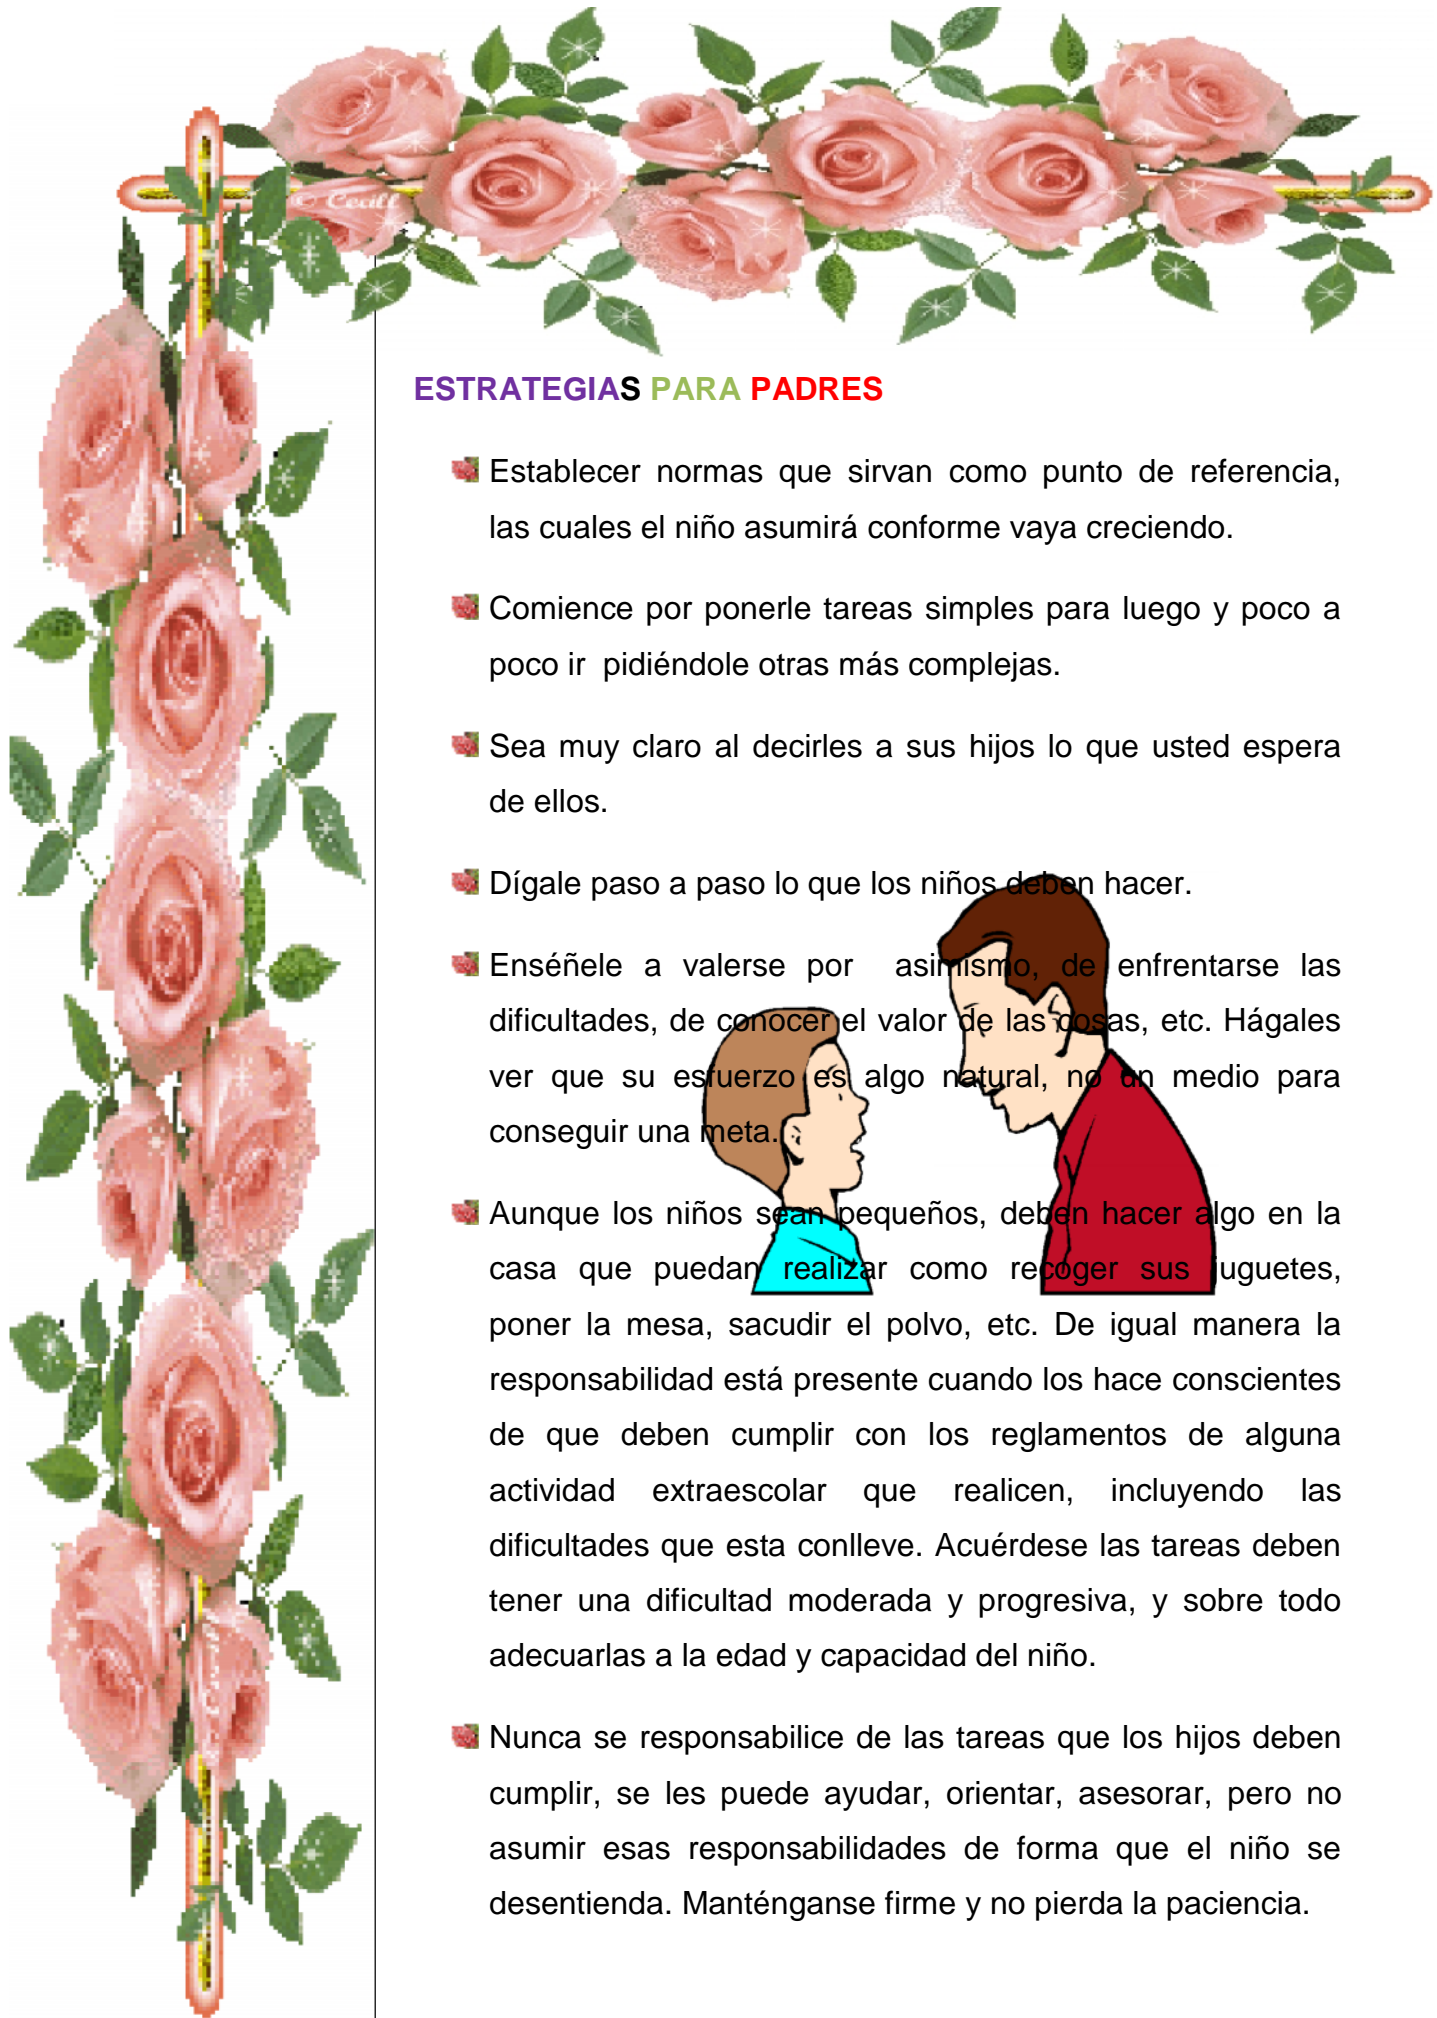 © Cecill
ESTRATEGIAS PARA PADRES
Establecer normas que sirvan como punto de referencia,
las cuales el niño asumirá conforme vaya creciendo.
Comience por ponerle tareas simples para luego y poco a
poco ir pidiéndole otras más complejas.
Sea muy claro al decirles a sus hijos lo que usted espera
de ellos.
Dígale paso a paso lo que los niños deben hacer.
Enséñele a valerse por asimismo, de enfrentarse las
dificultades, de conocer el valor de las cosas, etc. Hágales
ver que su esfuerzo es algo natural, no un medio para
conseguir una meta.
Aunque los niños sean pequeños, deben hacer algo en la
casa que puedan realizar como recoger sus juguetes,
poner la mesa, sacudir el polvo, etc. De igual manera la
responsabilidad está presente cuando los hace conscientes
de que deben cumplir con los reglamentos de alguna
actividad extraescolar que realicen, incluyendo las
dificultades que esta conlleve. Acuérdese las tareas deben
tener una dificultad moderada y progresiva, y sobre todo
adecuarlas a la edad y capacidad del niño.
Nunca se responsabilice de las tareas que los hijos deben
cumplir, se les puede ayudar, orientar, asesorar, pero no
asumir esas responsabilidades de forma que el niño se
desentienda. Manténganse firme y no pierda la paciencia.